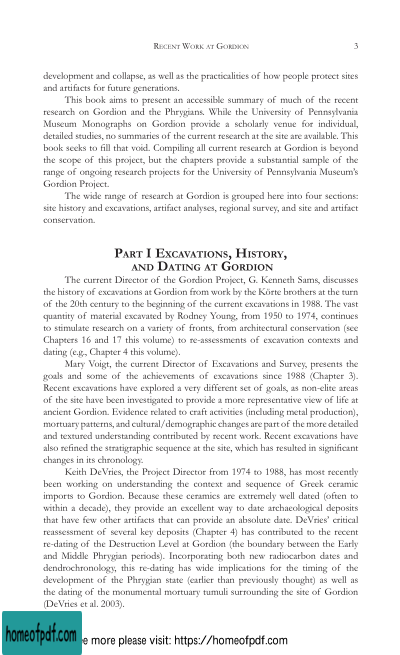 RECENT WORK AT GORDION 3
development and collapse, as well as the practicalities of how people protect sites
and artifacts for future generations.
This book aims to present an accessible summary of much of the recent
research on Gordion and the Phrygians. While the University of Pennsylvania
Museum Monographs on Gordion provide a scholarly venue for individual,
detailed studies, no summaries of the current research at the site are available. This
book seeks to fill that void. Compiling all current research at Gordion is beyond
the scope of this project, but the chapters provide a substantial sample of the
range of ongoing research projects for the University of Pennsylvania Museum's
Gordion Project.
The wide range of research at Gordion is grouped here into four sections:
site history and excavations, artifact analyses, regional survey, and site and artifact
conservation.
PART I EXCAVATIONS, HISTORY,
AND DATING AT GORDION
The current Director of the Gordion Project, G. Kenneth Sams, discusses
the history of excavations at Gordion from work by the Körte brothers at the turn
of the 20th century to the beginning of the current excavations in 1988. The vast
quantity of material excavated by Rodney Young, from 1950 to 1974, continues
to stimulate research on a variety of fronts, from architectural conservation (see
Chapters 16 and 17 this volume) to re-assessments of excavation contexts and
dating (e.g., Chapter 4 this volume).
Mary Voigt, the current Director of Excavations and Survey, presents the
goals and some of the achievements of excavations since 1988 (Chapter 3).
Recent excavations have explored a very different set of goals, as non-elite areas
of the site have been investigated to provide a more representative view of life at
ancient Gordion. Evidence related to craft activities (including metal production),
mortuary patterns, and cultural/demographic changes are part of the more detailed
and textured understanding contributed by recent work. Recent excavations have
also refined the stratigraphic sequence at the site, which has resulted in significant
changes in its chronology.
Keith DeVries, the Project Director from 1974 to 1988, has most recently
been working on understanding the context and sequence of Greek ceramic
imports to Gordion. Because these ceramics are extremely well dated (often to
within a decade), they provide an excellent way to date archaeological deposits
that have few other artifacts that can provide an absolute date. DeVries' critical
reassessment of several key deposits (Chapter 4) has contributed to the recent
re-dating of the Destruction Level at Gordion (the boundary between the Early
and Middle Phrygian periods). Incorporating both new radiocarbon dates and
dendrochronology, this re-dating has wide implications for the timing of the
development of the Phrygian state (earlier than previously thought) as well as
the dating of the monumental mortuary tumuli surrounding the site of Gordion
(DeVries et al. 2003).
homeofpdf.com
e more please visit: https://homeofpdf.com